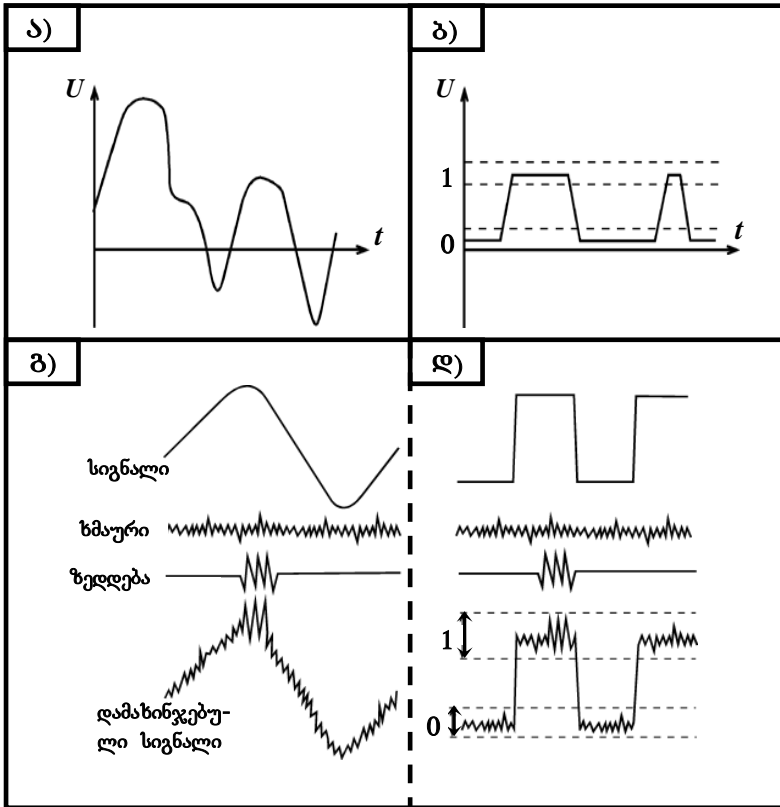 ა)
U
t
ბ)
U
1
0
t
გ)
სიგნალი
ხმაური
ზედდება
დამახინჯებუ-
ლი სიგნალი
დ)
1
0